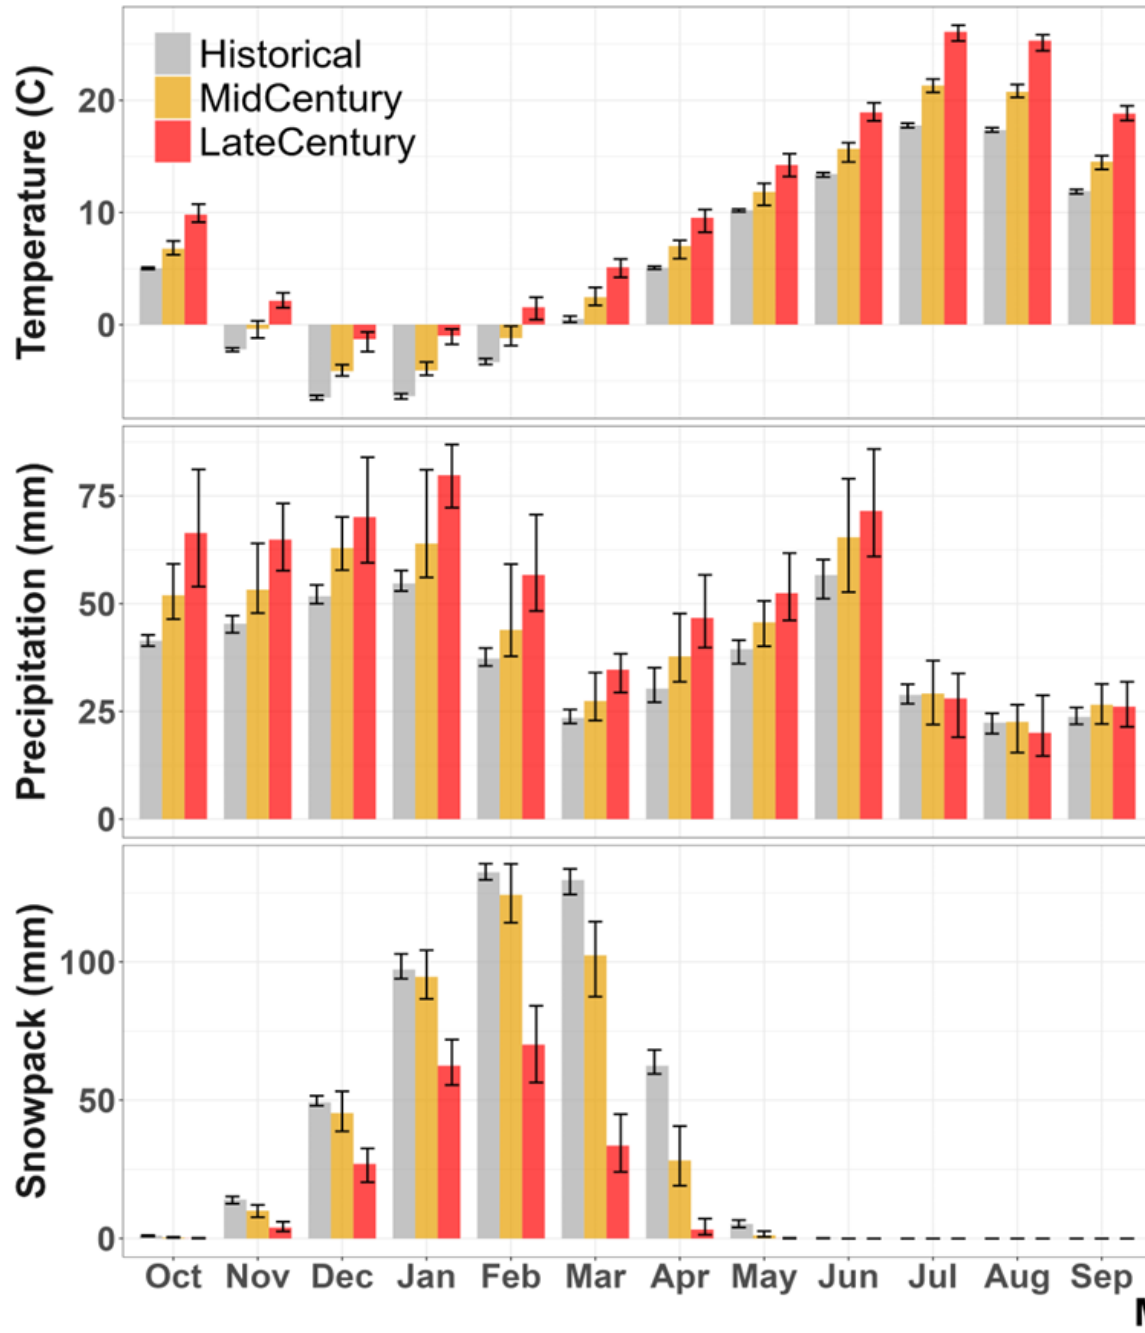 Temperature (C)
20
10
0
Historical
MidCentury
LateCentury
Precipitation (mm)
75
50
25
0
Snowpack (mm)
100
50
0
Oct Nov Dec Jan Feb Mar Apr May Jun Jul Aug Sep